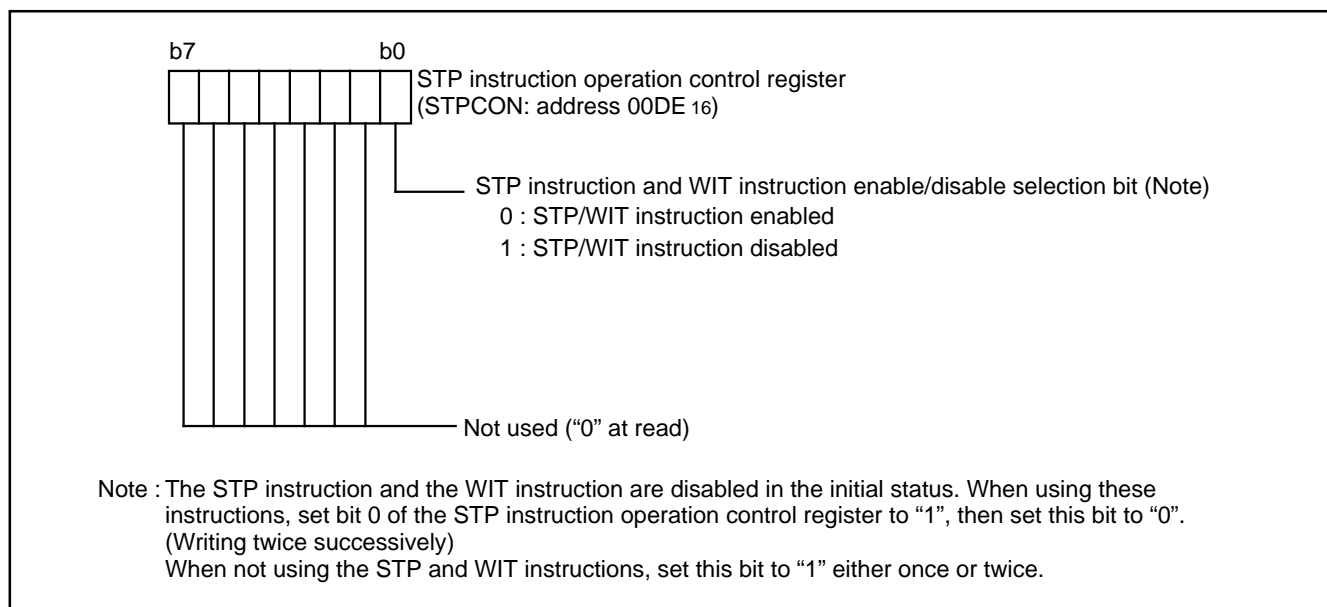 b7 b0
STP instruction operation control register
(STPCON: address 00DE 16)
STP instruction and WIT instruction enable/disable selection bit (Note)
0 : STP/WIT instruction enabled
1 : STP/WIT instruction disabled
Not used (“0” at read)
Note : The STP instruction and the WIT instruction are disabled in the initial status. When using these
instructions, set bit 0 of the STP instruction operation control register to “1”, then set this bit to “0”.
(Writing twice successively)
When not using the STP and WIT instructions, set this bit to “1” either once or twice.